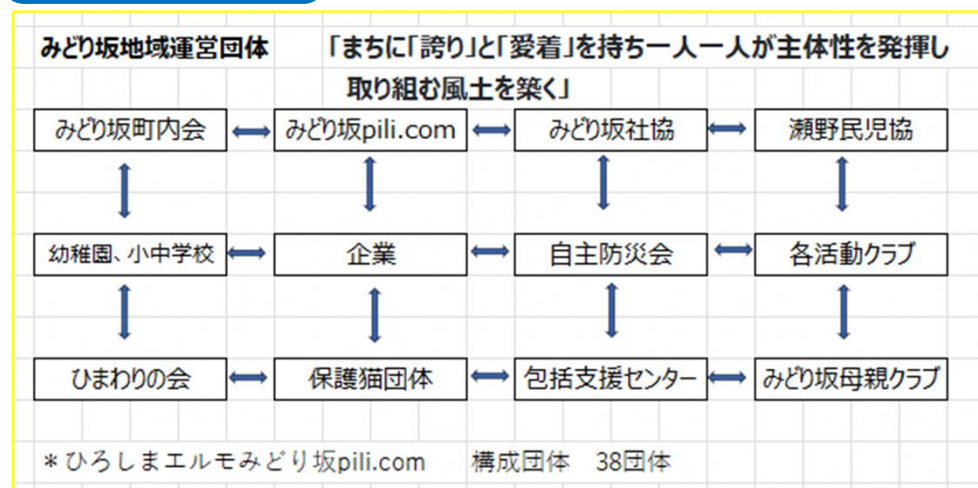 みどり坂地域運営団体　「まちに「誇り」と「愛着」を持ち一人一人が主体性を発揮し
取り組む風土を築く」
みどり坂町内会　みどり坂pili.com　みどり坂社協　瀬野民児協
幼稚園、小中学校　企業　自主防災会　各活動クラブ
ひまわりの会　保護猫団体　包括支援センター　みどり坂母親クラブ
＊ひろしまエルモみどり坂pili.com　構成団体　38団体